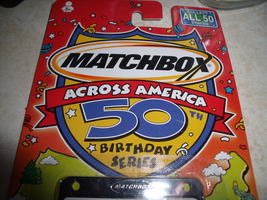 ALL 50
MATCHBOX
ACROSS AMERICA
50TH
BIRTHDAY
SERIES
MATCHBOX